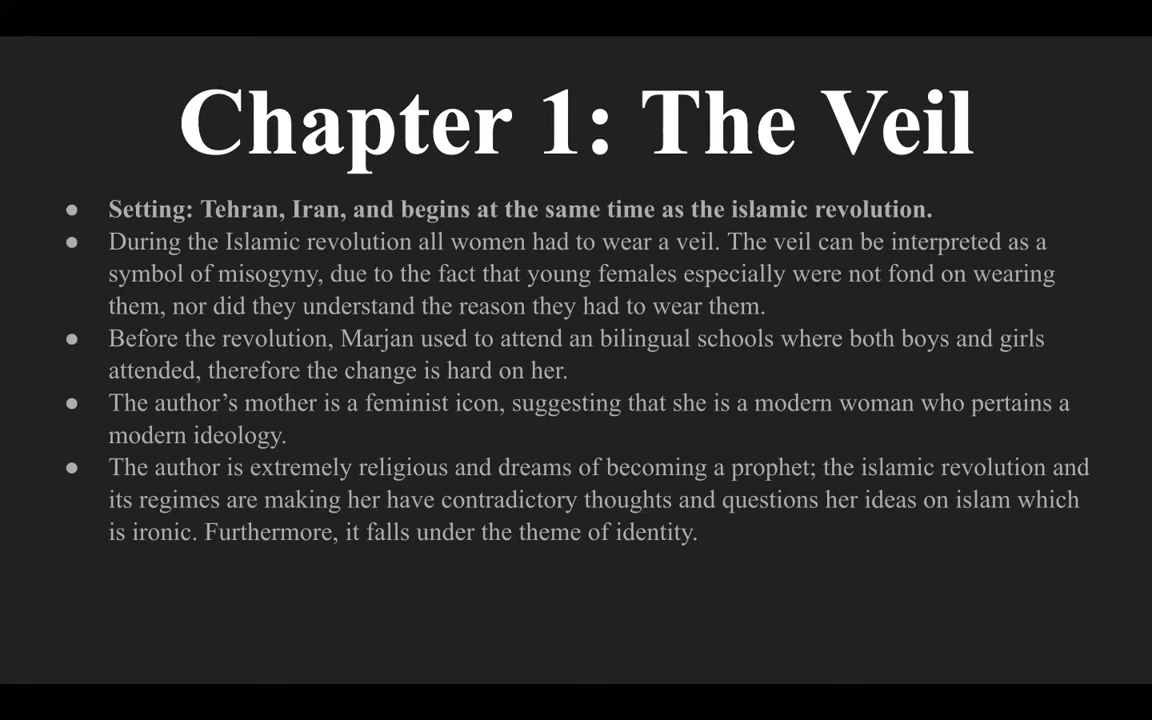 Chapter 1: The Veil
● Setting: Tehran, Iran, and begins at the same time as the islamic revolution.
● During the Islamic revolution all women had to wear a veil. The veil can be interpreted as a
symbol of misogyny, due to the fact that young females especially were not fond on wearing
them, nor did they understand the reason they had to wear them.
● Before the revolution, Marjan used to attend an bilingual schools where both boys and girls
attended, therefore the change is hard on her.
● The author’s mother is a feminist icon, suggesting that she is a modern woman who pertains a
modern ideology.
● The author is extremely religious and dreams of becoming a prophet; the islamic revolution and
its regimes are making her have contradictory thoughts and questions her ideas on islam which
is ironic. Furthermore, it falls under the theme of identity.